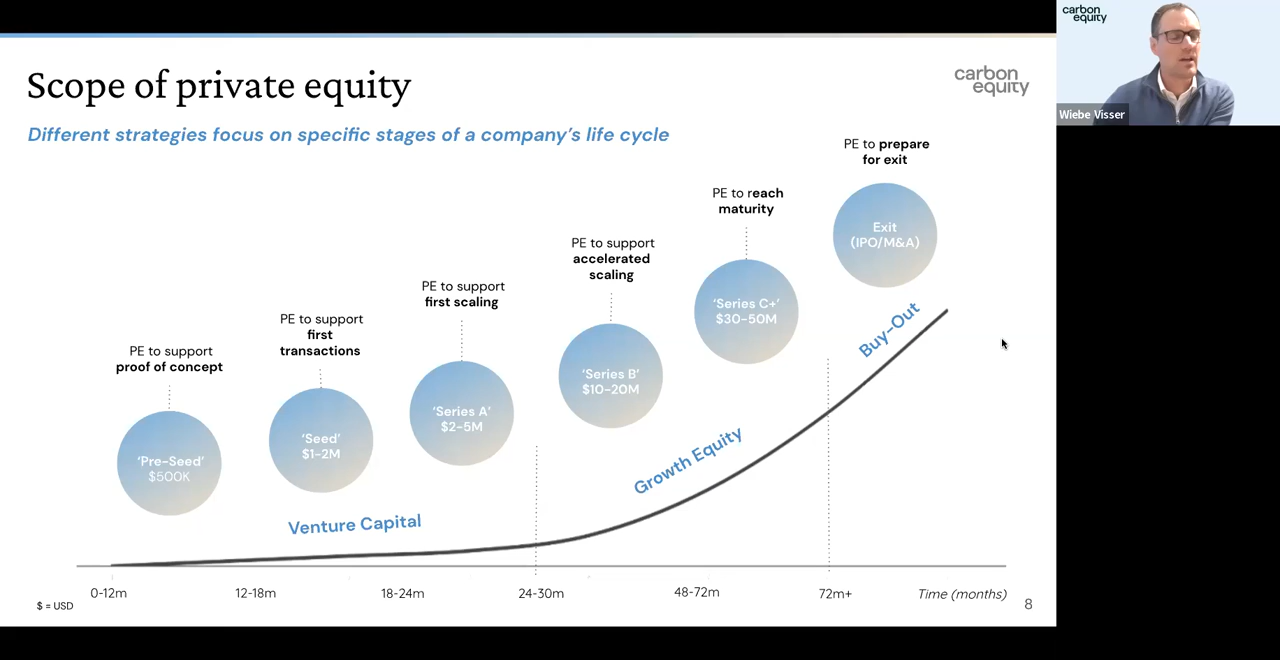 Scope of private equity
carbon
equity
Different strategies focus on specific stages of a company's life cycle
PE to support
proof of concept
'Pre-Seed'
$500K
PE to support
first
transactions
'Seed'
$1-2M
PE to support
first scaling
'Series A'
$2-5M
PE to support
accelerated
scaling
'Series B'
$10-20M
PE to reach
maturity
'Series C+'
$30-50M
PE to prepare
for exit
Exit
(IPO/M&A)
Venture Capital
Growth Equity
Buy-Out
0-12m
12-18m
18-24m
24-30m
48-72m
72m+
Time (months)
$ = USD
8
carbon
equity
Wiebe Visser